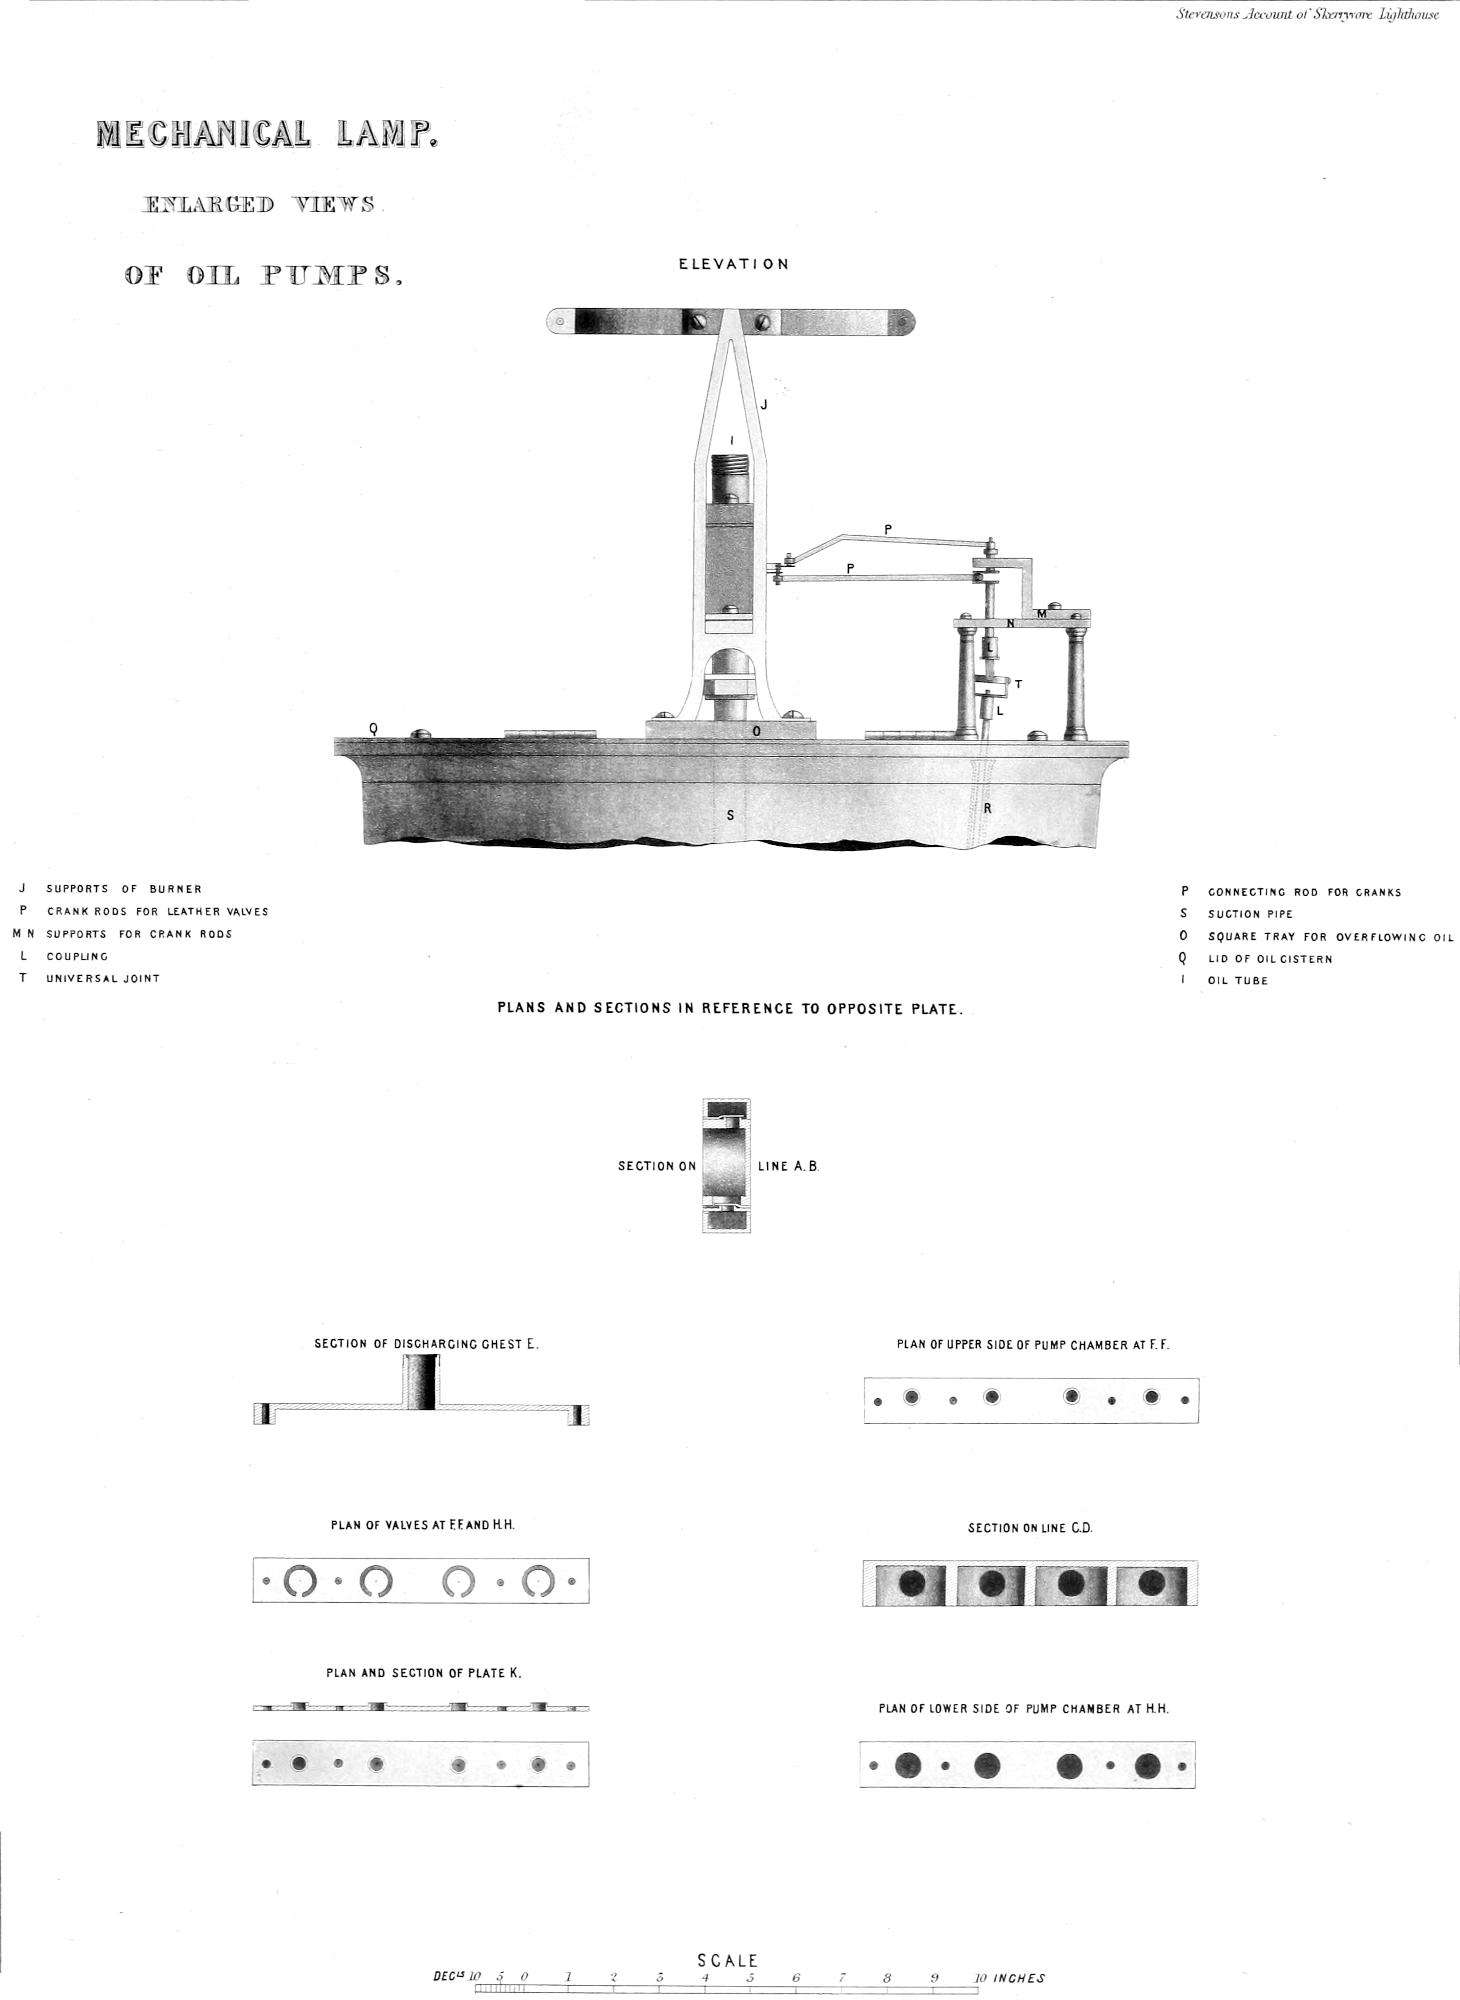 Stevensons Account of Skerryvore Lighthouse
MECHANICAL LAMP.
ENLARGED VIEWS
OF OIL PUMPS.
ELEVATION
J
I
P
P
M
N
L
T
L
Q
O
S
R
J SUPPORTS OF BURNER
P CRANK RODS FOR LEATHER VALVES
M N SUPPORTS FOR CRANK RODS
L COUPLING
T UNIVERSAL JOINT
P CONNECTING ROD FOR CRANKS
S SUCTION PIPE
O SQUARE TRAY FOR OVERFLOWING OIL
Q LID OF OIL CISTERN
I OIL TUBE
PLANS AND SECTIONS IN REFERENCE TO OPPOSITE PLATE.
SECTION ON LINE A.B.
SECTION OF DISCHARGING CHEST E.
PLAN OF UPPER SIDE OF PUMP CHAMBER AT F.F.
PLAN OF VALVES AT F.F. AND H.H.
SECTION ON LINE C.D.
PLAN AND SECTION OF PLATE K.
PLAN OF LOWER SIDE OF PUMP CHAMBER AT H.H.
SCALE
DECLS 10 5 0 1 2 3 4 5 6 7 8 9 10 INCHES